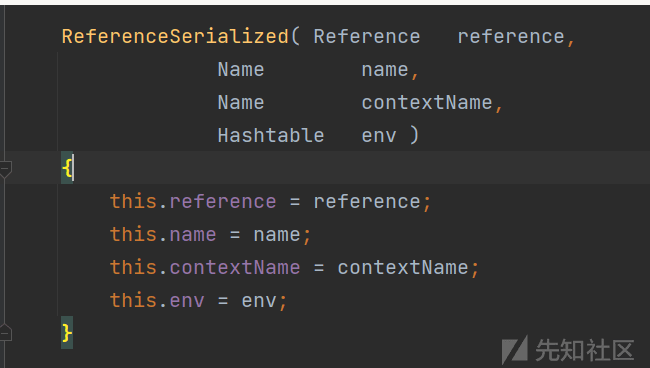 ReferenceSerialized( Reference   reference,
Name        name,
Name        contextName,
Hashtable   env )
{
this.reference = reference;
this.name = name;
this.contextName = contextName;
this.env = env;
}
先知社区